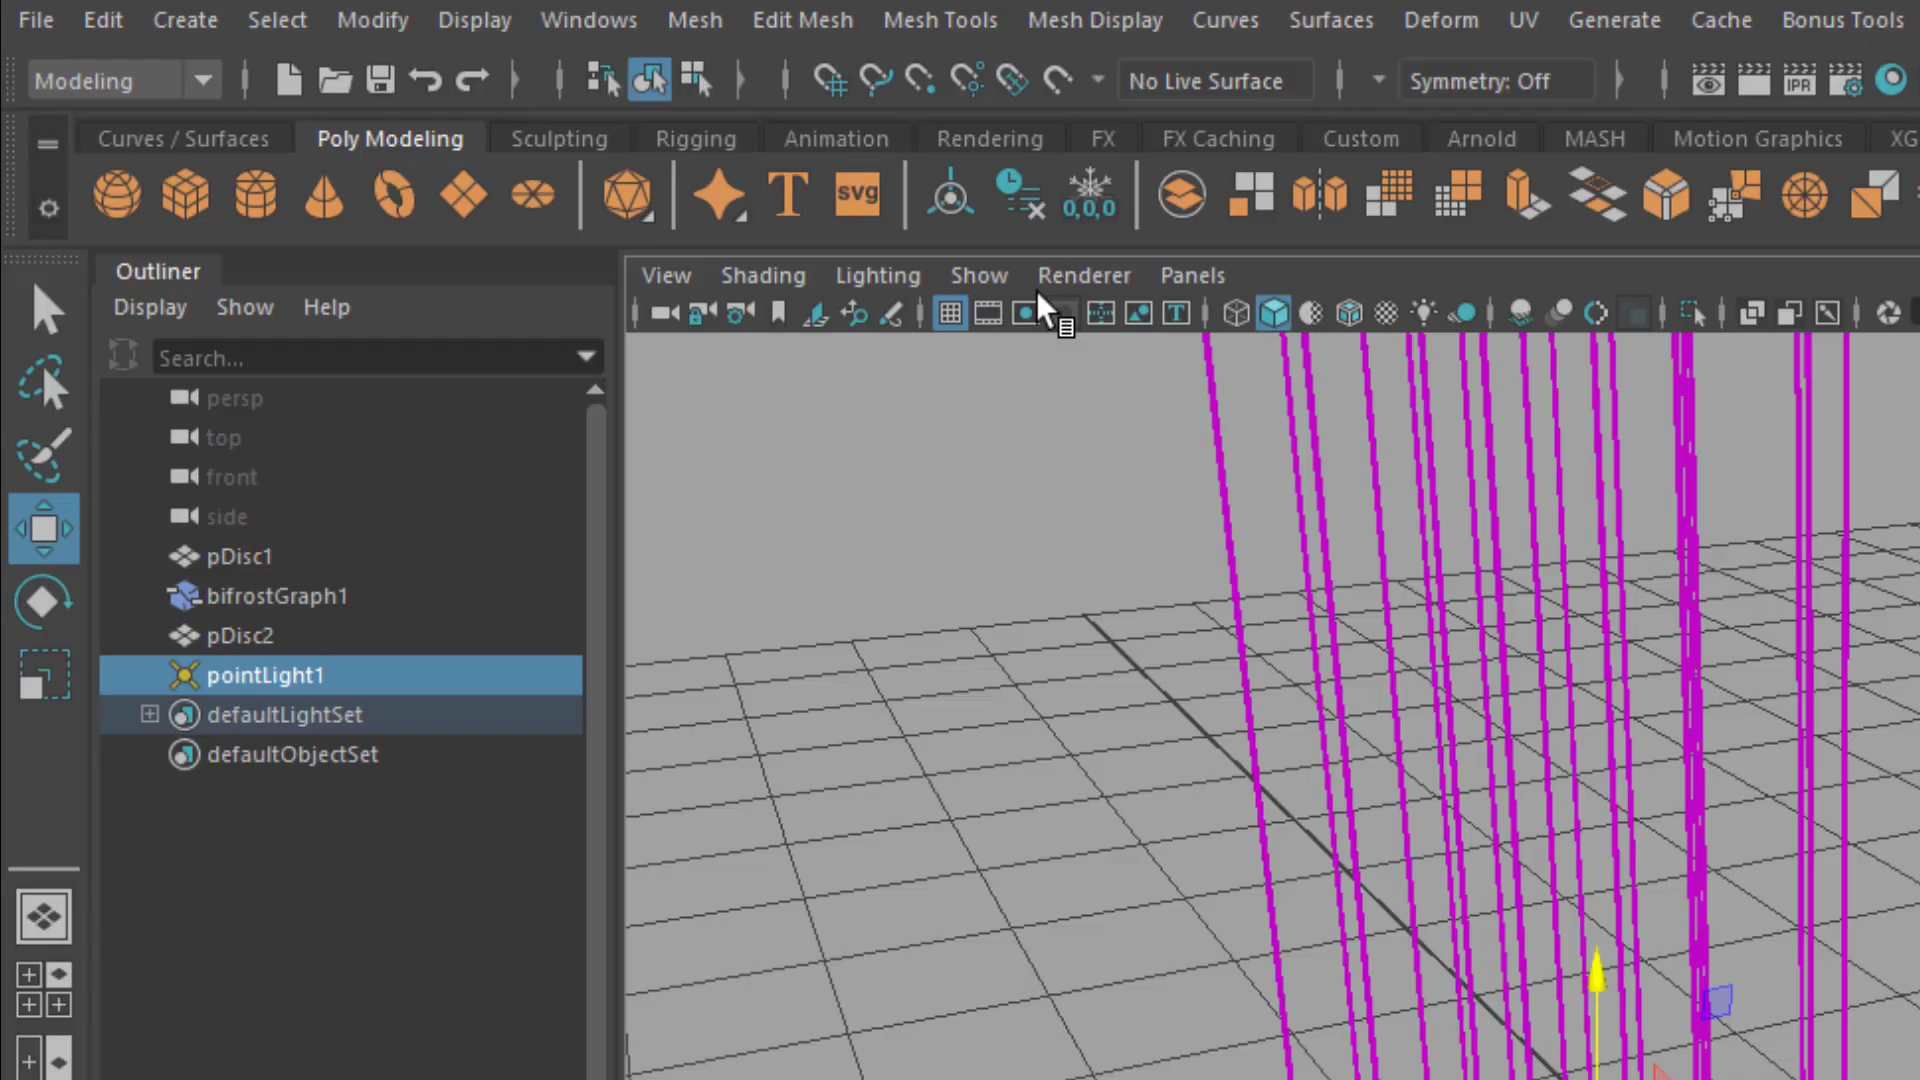 File Edit Create Select Modify Display Windows Mesh Edit Mesh Mesh Tools Mesh Display Curves Surfaces Deform UV Generate Cache Bonus Tools
Modeling No Live Surface Symmetry: Off IPR
Curves / Surfaces Poly Modeling Sculpting Rigging Animation Rendering FX FX Caching Custom Arnold MASH Motion Graphics XG
T svg 0,0,0
Outliner
View Shading Lighting Show Renderer Panels
Display Show Help
T
Search...
persp
top
front
side
pDisc1
bifrostGraph1
pDisc2
pointLight1
defaultLightSet
defaultObjectSet